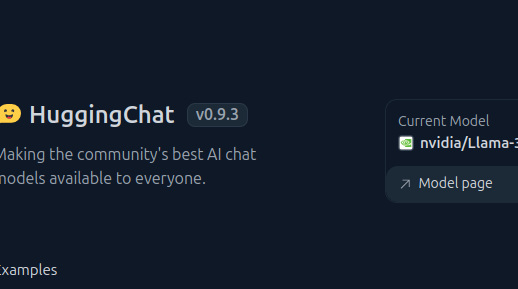 HuggingChat v0.9.3
Making the community's best AI chat
models available to everyone.
Current Model
nvidia/Llama-3
Model page
Examples